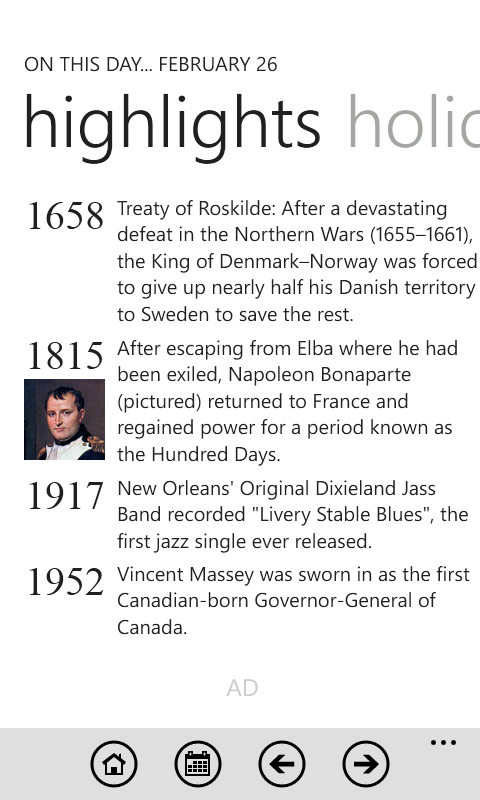 ON THIS DAY... FEBRUARY 26
highlights holid
1658
Treaty of Roskilde: After a devastating
defeat in the Northern Wars (1655–1661),
the King of Denmark–Norway was forced
to give up nearly half his Danish territory
to Sweden to save the rest.
1815
After escaping from Elba where he had
been exiled, Napoleon Bonaparte
(pictured) returned to France and
regained power for a period known as
the Hundred Days.
1917
New Orleans' Original Dixieland Jass
Band recorded "Livery Stable Blues", the
first jazz single ever released.
1952
Vincent Massey was sworn in as the first
Canadian-born Governor-General of
Canada.
AD